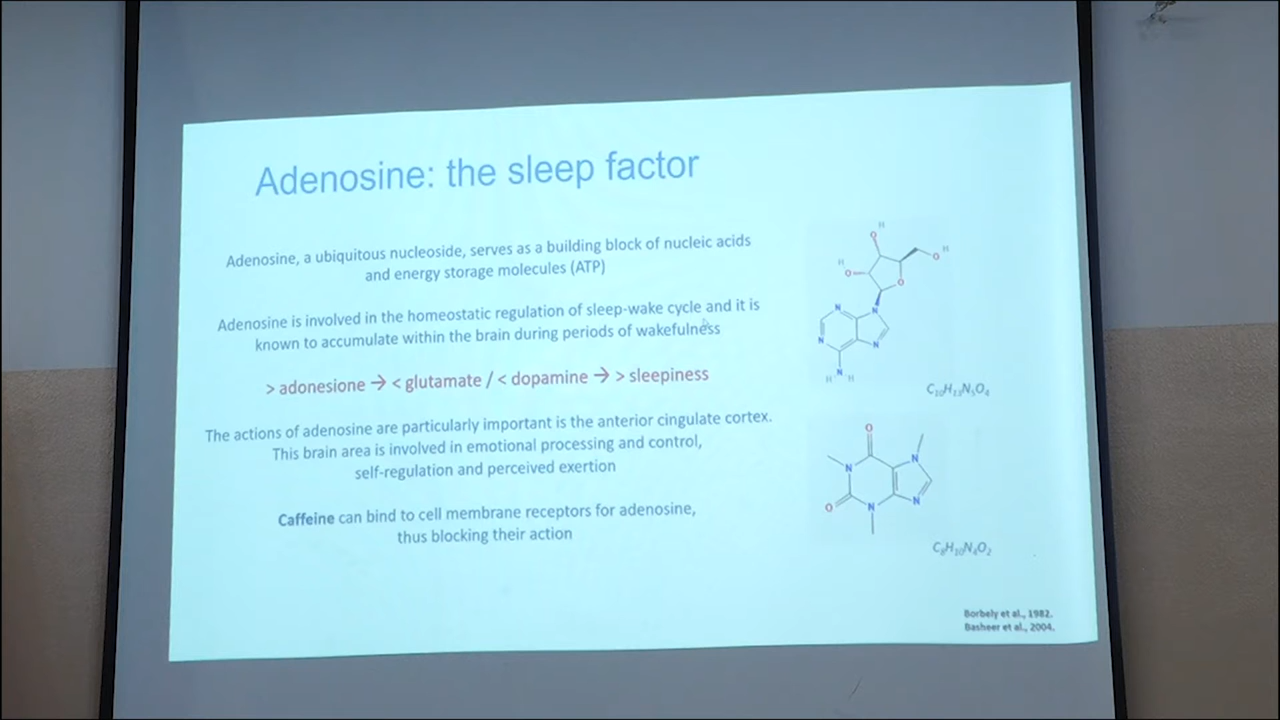 Adenosine: the sleep factor
Adenosine, a ubiquitous nucleoside, serves as a building block of nucleic acids
and energy storage molecules (ATP)
Adenosine is involved in the homeostatic regulation of sleep-wake cycle and it is
known to accumulate within the brain during periods of wakefulness
> adonesione → < glutamate / < dopamine → > sleepiness
The actions of adenosine are particularly important is the anterior cingulate cortex.
This brain area is involved in emotional processing and control,
self-regulation and perceived exertion
Caffeine can bind to cell membrane receptors for adenosine,
thus blocking their action
H
O
H
O
H
O
O
N
N
N
N
N
H H
C₁₀H₁₃N₅O₄
O
N
N
O
N
N
C₈H₁₀N₄O₂
Borbely et al., 1982.
Basheer et al., 2004.